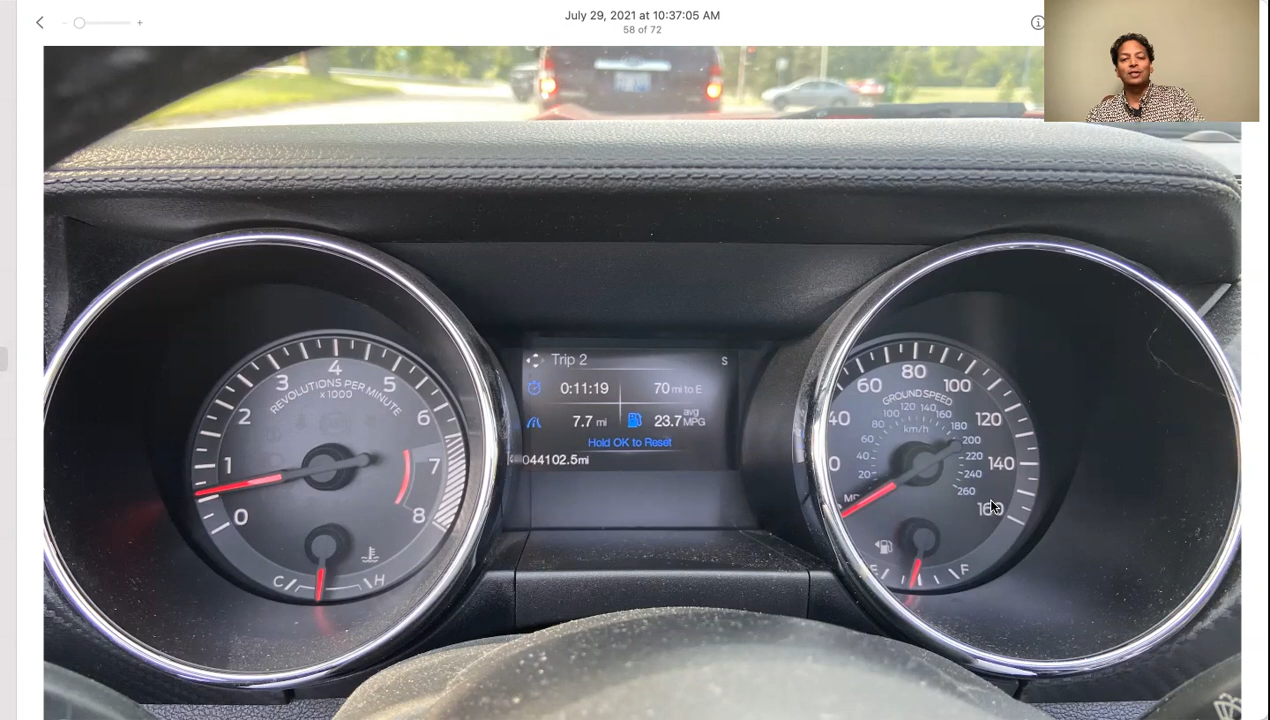 July 29, 2021 at 10:37:05 AM
58 of 72
- +
Trip 2 S
0:11:19 70 mi to E
7.7 mi 23.7 avg MPG
Hold OK to Reset
044102.5mi
0 1 2 3 4 5 6 7 8
REVOLUTIONS PER MINUTE
x 1000
C H
0 40 60 80 100 120 140 160
GROUND SPEED
20 40 60 80 100 120 140 160 180 200 220 240 260
km/h
E F